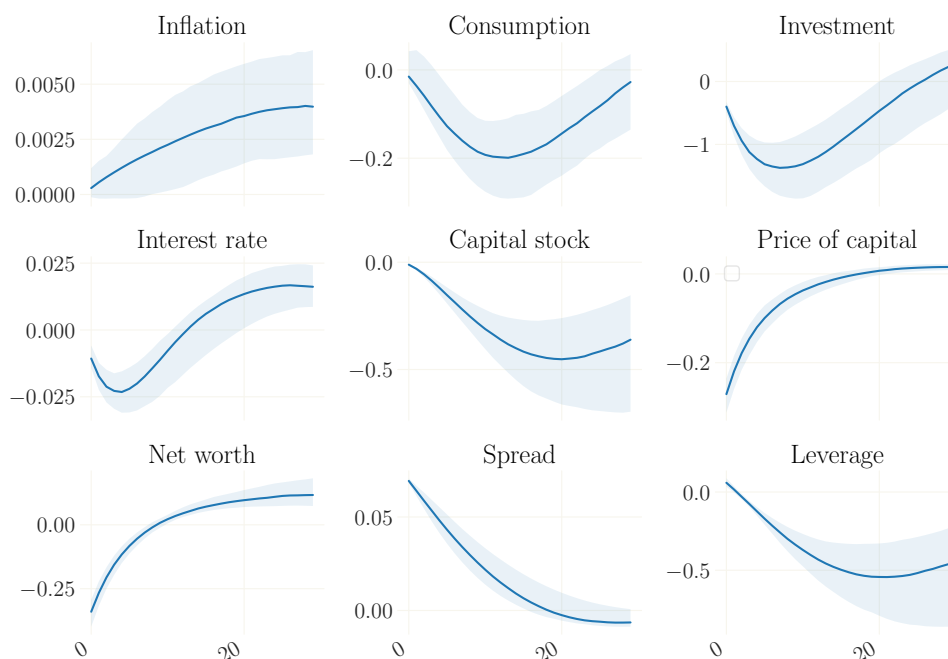 Inflation Consumption Investment
0.0050 0.0 0
0.0025 −0.2 −1
0.0000
Interest rate Capital stock Price of capital
0.025 0.0 0.0
0.000 −0.5 −0.2
−0.025
Net worth Spread Leverage
0.00 0.05 0.0
−0.25 0.00 −0.5
0 20 0 20 0 20